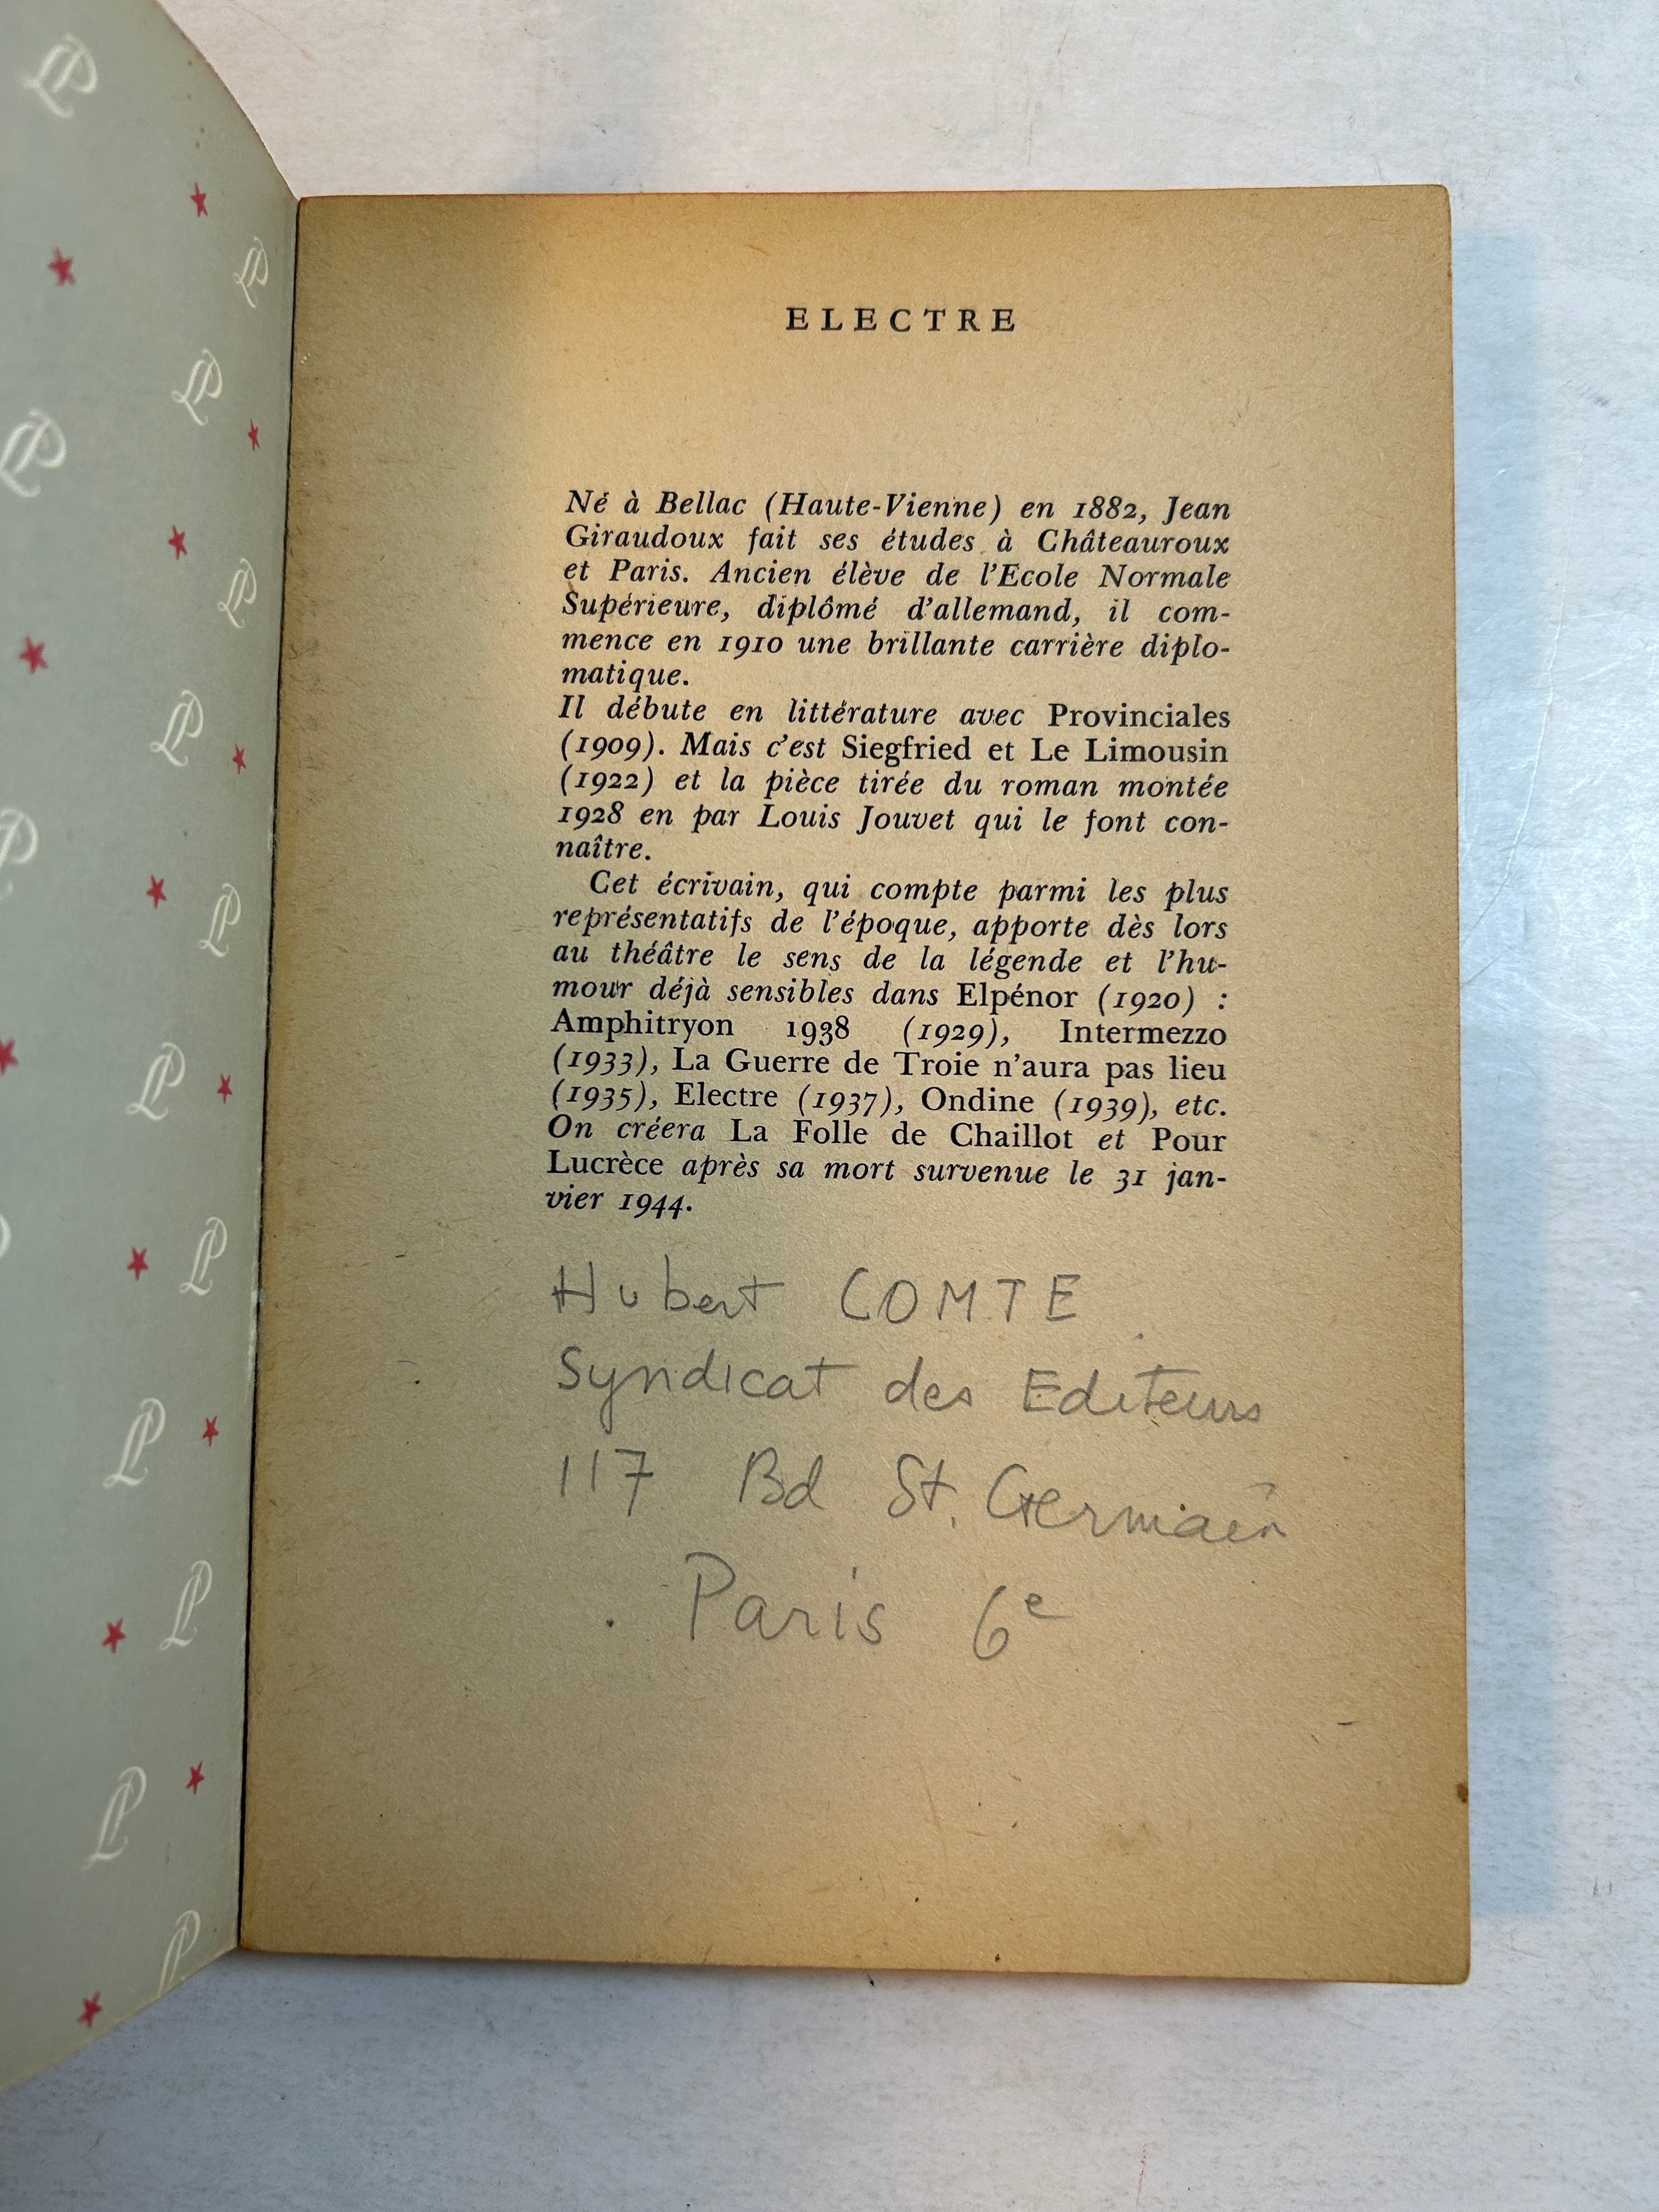 ELECTRE
Né à Bellac (Haute-Vienne) en 1882, Jean
Giraudoux fait ses études à Châteauroux
et Paris. Ancien élève de l'Ecole Normale
Supérieure, diplômé d'allemand, il com-
mence en 1910 une brillante carrière diplo-
matique.
Il débute en littérature avec Provinciales
(1909). Mais c'est Siegfried et Le Limousin
(1922) et la pièce tirée du roman montée
1928 en par Louis Jouvet qui le font con-
naître.
Cet écrivain, qui compte parmi les plus
représentatifs de l'époque, apporte dès lors
au théâtre le sens de la légende et l'hu-
mour déjà sensibles dans Elpénor (1920) :
Amphitryon 1938 (1929), Intermezzo
(1933), La Guerre de Troie n'aura pas lieu
(1935), Electre (1937), Ondine (1939), etc.
On créera La Folle de Chaillot et Pour
Lucrèce après sa mort survenue le 31 jan-
vier 1944.
Hubert COMTE
Syndicat des Editeurs
117 Bd St. Germain
Paris 6e